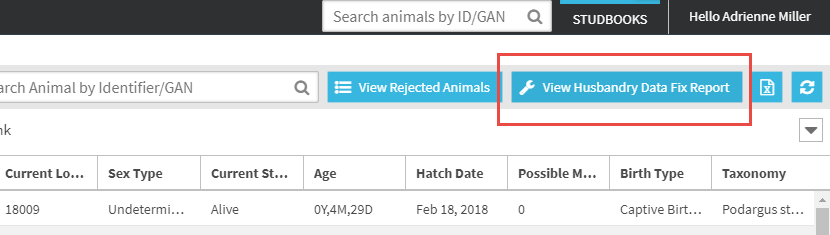 Search animals by ID/GAN
STUDBOOKS
Hello Adrienne Miller
rch Animal by Identifier/GAN
View Rejected Animals
View Husbandry Data Fix Report
nk
Current Lo... Sex Type Current St... Age Hatch Date Possible M... Birth Type Taxonomy
18009 Undetermi... Alive 0Y,4M,29D Feb 18, 2018 0 Captive Birt... Podargus st...